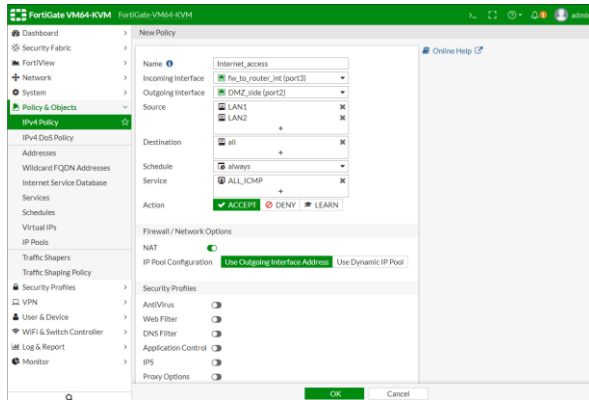 FortiGate VM64-KVM FortiGate-VM64-KVM
admin
Dashboard
Security Fabric
FortiView
Network
System
Policy & Objects
IPv4 Policy
IPv4 DoS Policy
Addresses
Wildcard FQDN Addresses
Internet Service Database
Services
Schedules
Virtual IPs
IP Pools
Traffic Shapers
Traffic Shaping Policy
Security Profiles
VPN
User & Device
WiFi & Switch Controller
Log & Report
Monitor
New Policy
Name Internet_access
Incoming Interface fw_to_router_int (port3)
Outgoing Interface DMZ_side (port2)
Source LAN1
LAN2
+
Destination all
+
Schedule always
Service ALL_ICMP
+
Action ACCEPT DENY LEARN
Firewall / Network Options
NAT
IP Pool Configuration Use Outgoing Interface Address Use Dynamic IP Pool
Security Profiles
AntiVirus
Web Filter
DNS Filter
Application Control
IPS
Proxy Options
OK Cancel
Online Help